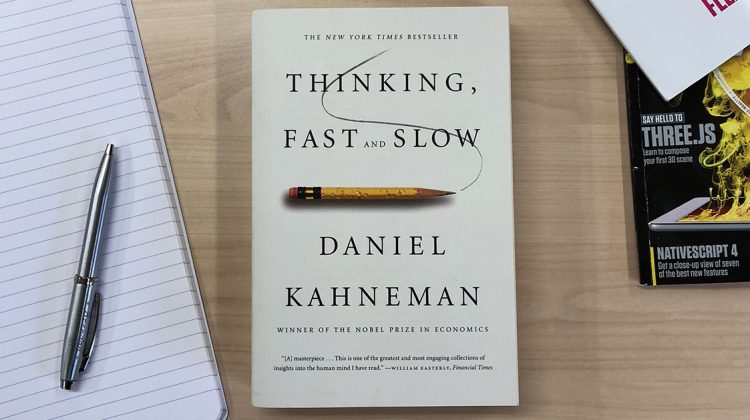 THE NEW YORK TIMES BESTSELLER
THINKING,
FAST AND SLOW
DANIEL
KAHNEMAN
WINNER OF THE NOBEL PRIZE IN ECONOMICS
"[A] masperpiece . . . This is one of the greatest and most engaging collections of
insights into the human mind I have read." —WILLIAM EASTERLY, Financial Times
SAY HELLO TO
THREE.JS
Learn to compose
your first 3D scene
NATIVESCRIPT 4
Get a close-up view of seven
of the best new features